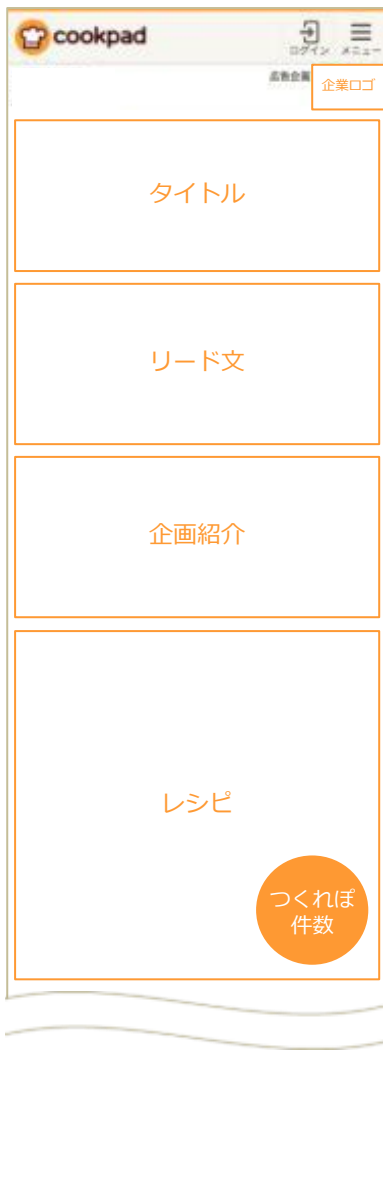 cookpad
ログイン メニュー
広告企画
企業ロゴ
タイトル
リード文
企画紹介
レシピ
つくれぽ
件数